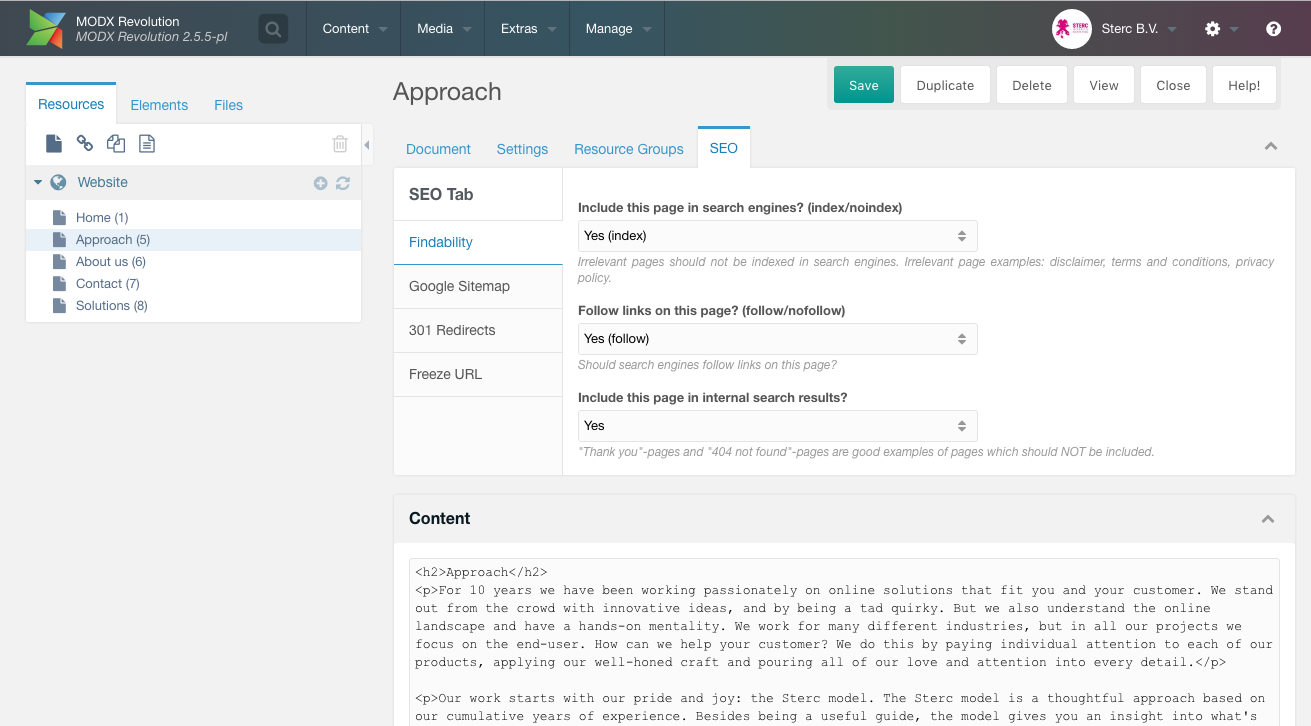 MODX Revolution
MODX Revolution 2.5.5-pl
Content
Media
Extras
Manage
STERC
Sterc B.V.
Resources
Elements
Files
Website
Home (1)
Approach (5)
About us (6)
Contact (7)
Solutions (8)
Approach
Save
Duplicate
Delete
View
Close
Help!
Document
Settings
Resource Groups
SEO
SEO Tab
Findability
Google Sitemap
301 Redirects
Freeze URL
Include this page in search engines? (index/noindex)
Yes (index)
Irrelevant pages should not be indexed in search engines. Irrelevant page examples: disclaimer, terms and conditions, privacy
policy.
Follow links on this page? (follow/nofollow)
Yes (follow)
Should search engines follow links on this page?
Include this page in internal search results?
Yes
"Thank you"-pages and "404 not found"-pages are good examples of pages which should NOT be included.
Content
<h2>Approach</h2>
<p>For 10 years we have been working passionately on online solutions that fit you and your customer. We stand
out from the crowd with innovative ideas, and by being a tad quirky. But we also understand the online
landscape and have a hands-on mentality. We work for many different industries, but in all our projects we
focus on the end-user. How can we help your customer? We do this by paying individual attention to each of our
products, applying our well-honed craft and pouring all of our love and attention into every detail.</p>
<p>Our work starts with our pride and joy: the Sterc model. The Sterc model is a thoughtful approach based on
our cumulative years of experience. Besides being a useful guide, the model gives you an insight into what's